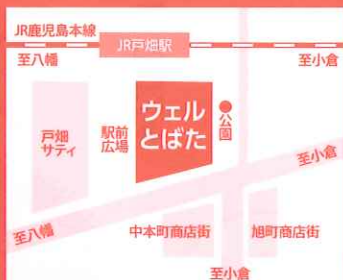 JR鹿児島本線
JR戸畑駅
至八幡
至小倉
戸畑
サティ
駅前
広場
ウェル
とばた
●公園
至小倉
至八幡
中本町商店街
旭町商店街
至小倉